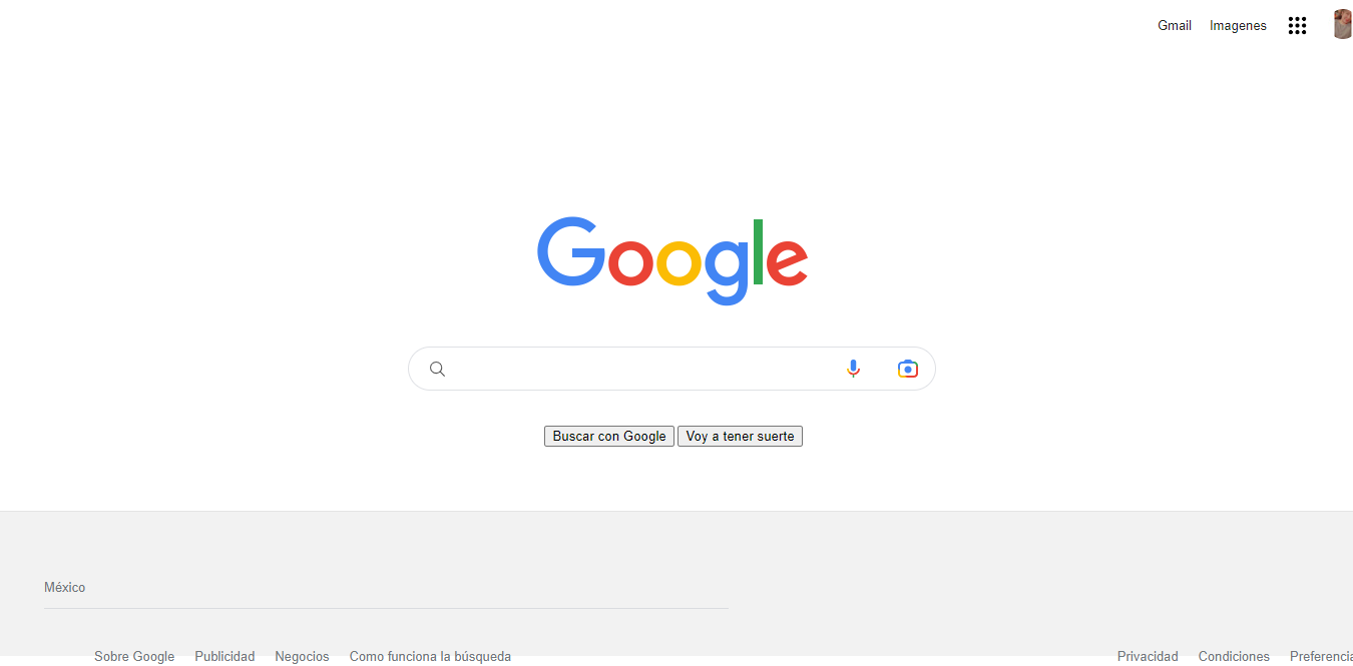 Gmail Imagenes
Google
Buscar con Google Voy a tener suerte
México
Sobre Google Publicidad Negocios Como funciona la búsqueda Privacidad Condiciones Preferencia